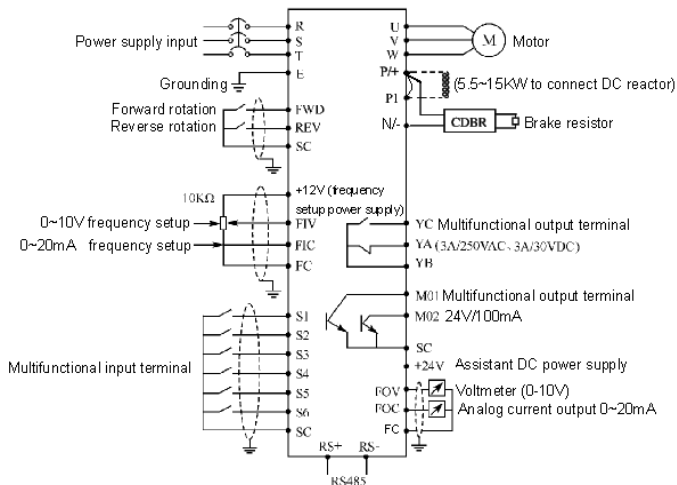 R
Power supply input
S
T
Grounding
E
Forward rotation
FWD
Reverse rotation
REV
SC
+12V (frequency
setup power supply)
10KΩ
0~10V frequency setup
FIV
0~20mA frequency setup
FIC
FC
S1
S2
S3
Multifunctional input terminal
S4
S5
S6
SC
RS+ RS-
RS485
U
V
W
M
Motor
P/+
(5.5~15KW to connect DC reactor)
P1
N/-
CDBR
Brake resistor
YC Multifunctional output terminal
YA (3A/250VAC、3A/30VDC)
YB
M01 Multifunctional output terminal
M02 24V/100mA
SC
+24V Assistant DC power supply
FOV
Voltmeter (0-10V)
FOC
Analog current output 0~20mA
FC